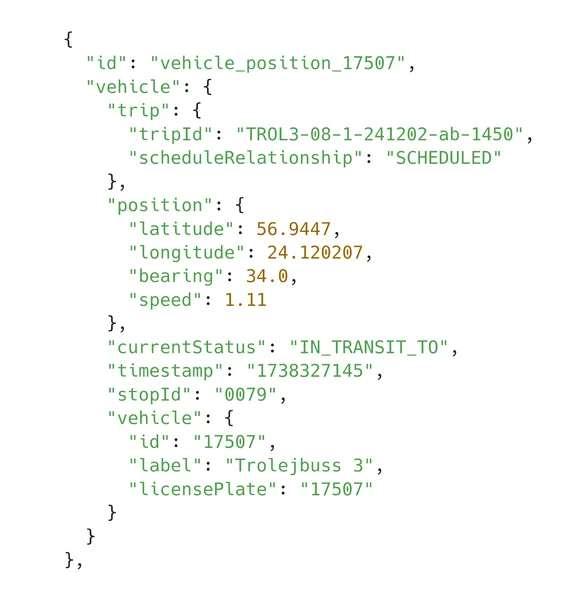 {
"id": "vehicle_position_17507",
"vehicle": {
"trip": {
"tripId": "TROL3-08-1-241202-ab-1450",
"scheduleRelationship": "SCHEDULED"
},
"position": {
"latitude": 56.9447,
"longitude": 24.120207,
"bearing": 34.0,
"speed": 1.11
},
"currentStatus": "IN_TRANSIT_TO",
"timestamp": "1738327145",
"stopId": "0079",
"vehicle": {
"id": "17507",
"label": "Trolejbuss 3",
"licensePlate": "17507"
}
}
},